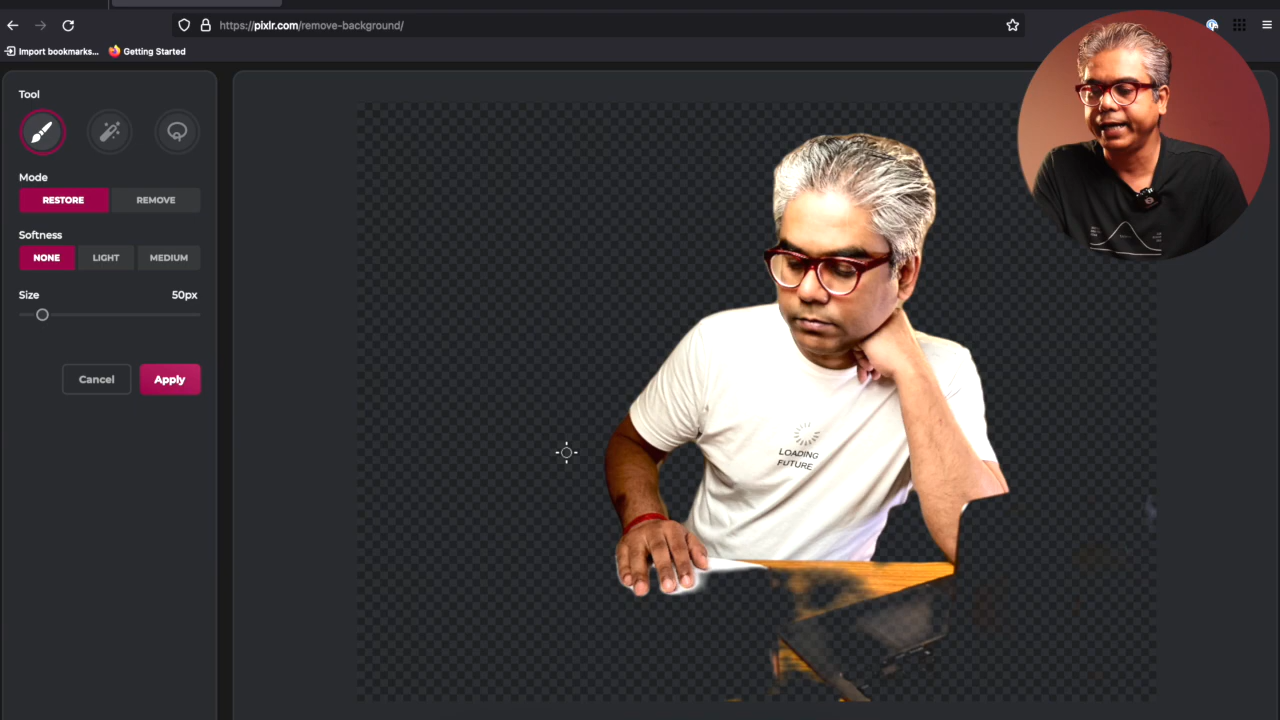 https://pixlr.com/remove-background/
Import bookmarks...
Getting Started
Tool
Mode
RESTORE
REMOVE
Softness
NONE
LIGHT
MEDIUM
Size
50px
Cancel
Apply
LOADING
FUTURE